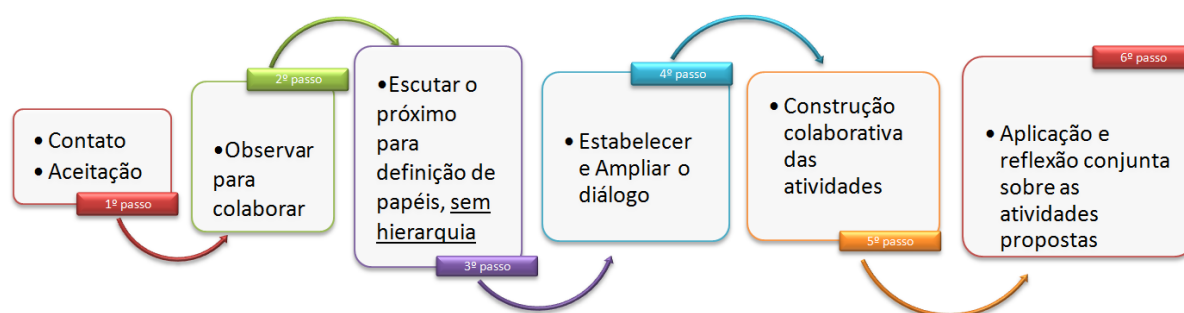 • Contato
• Aceitação
1º passo
2º passo
•Observar
para
colaborar
•Escutar o
próximo
para
definição de
papéis, sem
hierarquia
3º passo
4º passo
• Estabelecer
e Ampliar o
diálogo
• Construção
colaborativa
das
atividades
5º passo
6º passo
• Aplicação e
reflexão conjunta
sobre as
atividades
propostas